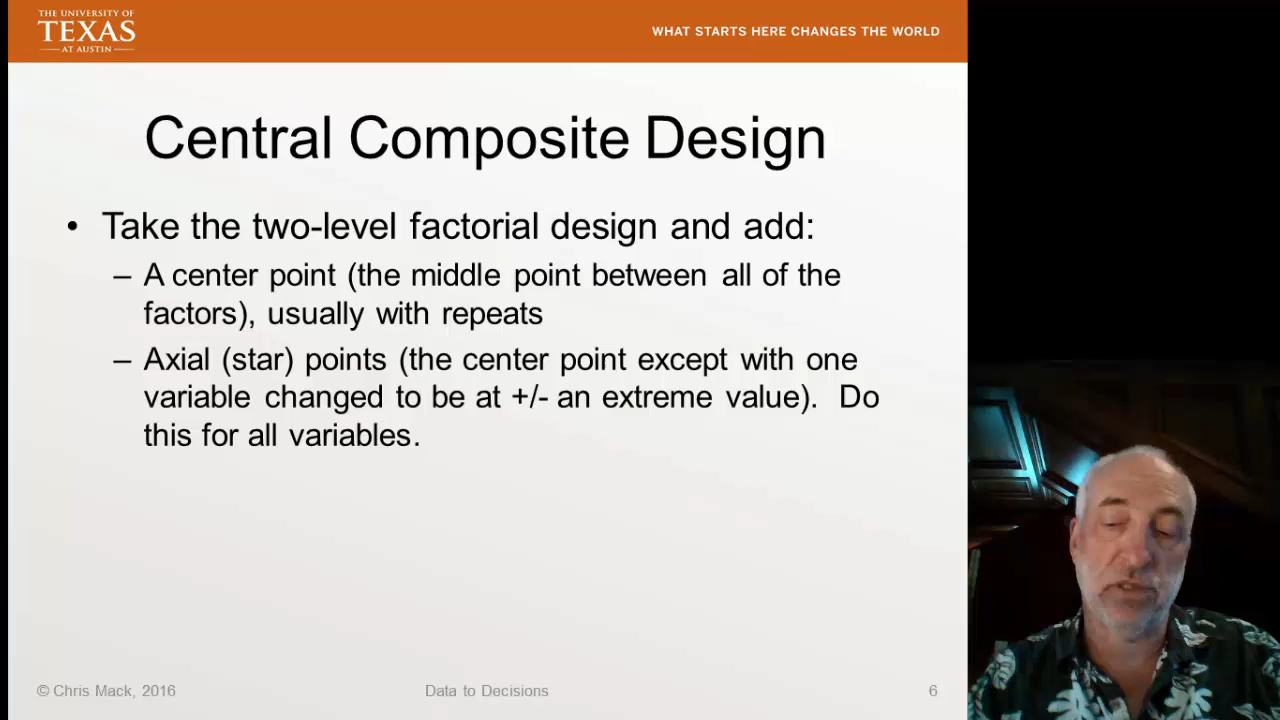 THE UNIVERSITY OF
TEXAS
AT AUSTIN
WHAT STARTS HERE CHANGES THE WORLD
Central Composite Design
• Take the two-level factorial design and add:
– A center point (the middle point between all of the
factors), usually with repeats
– Axial (star) points (the center point except with one
variable changed to be at +/- an extreme value). Do
this for all variables.
© Chris Mack, 2016
Data to Decisions
6